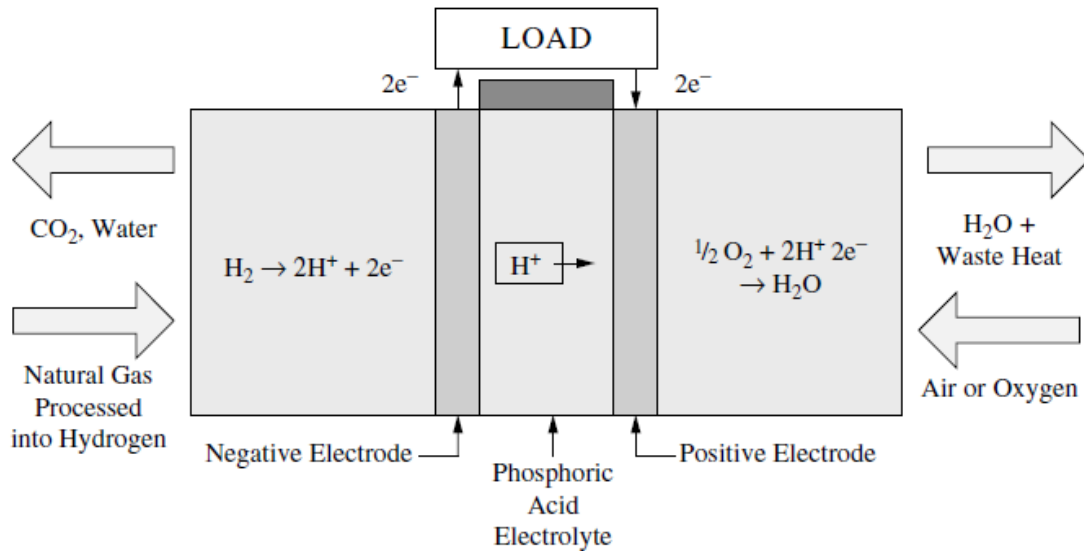 LOAD
2e⁻
2e⁻
CO₂, Water
H₂ → 2H⁺ + 2e⁻
H⁺
½ O₂ + 2H⁺ 2e⁻
→ H₂O
H₂O +
Waste Heat
Natural Gas
Processed
into Hydrogen
Air or Oxygen
Negative Electrode
Phosphoric
Acid
Electrolyte
Positive Electrode